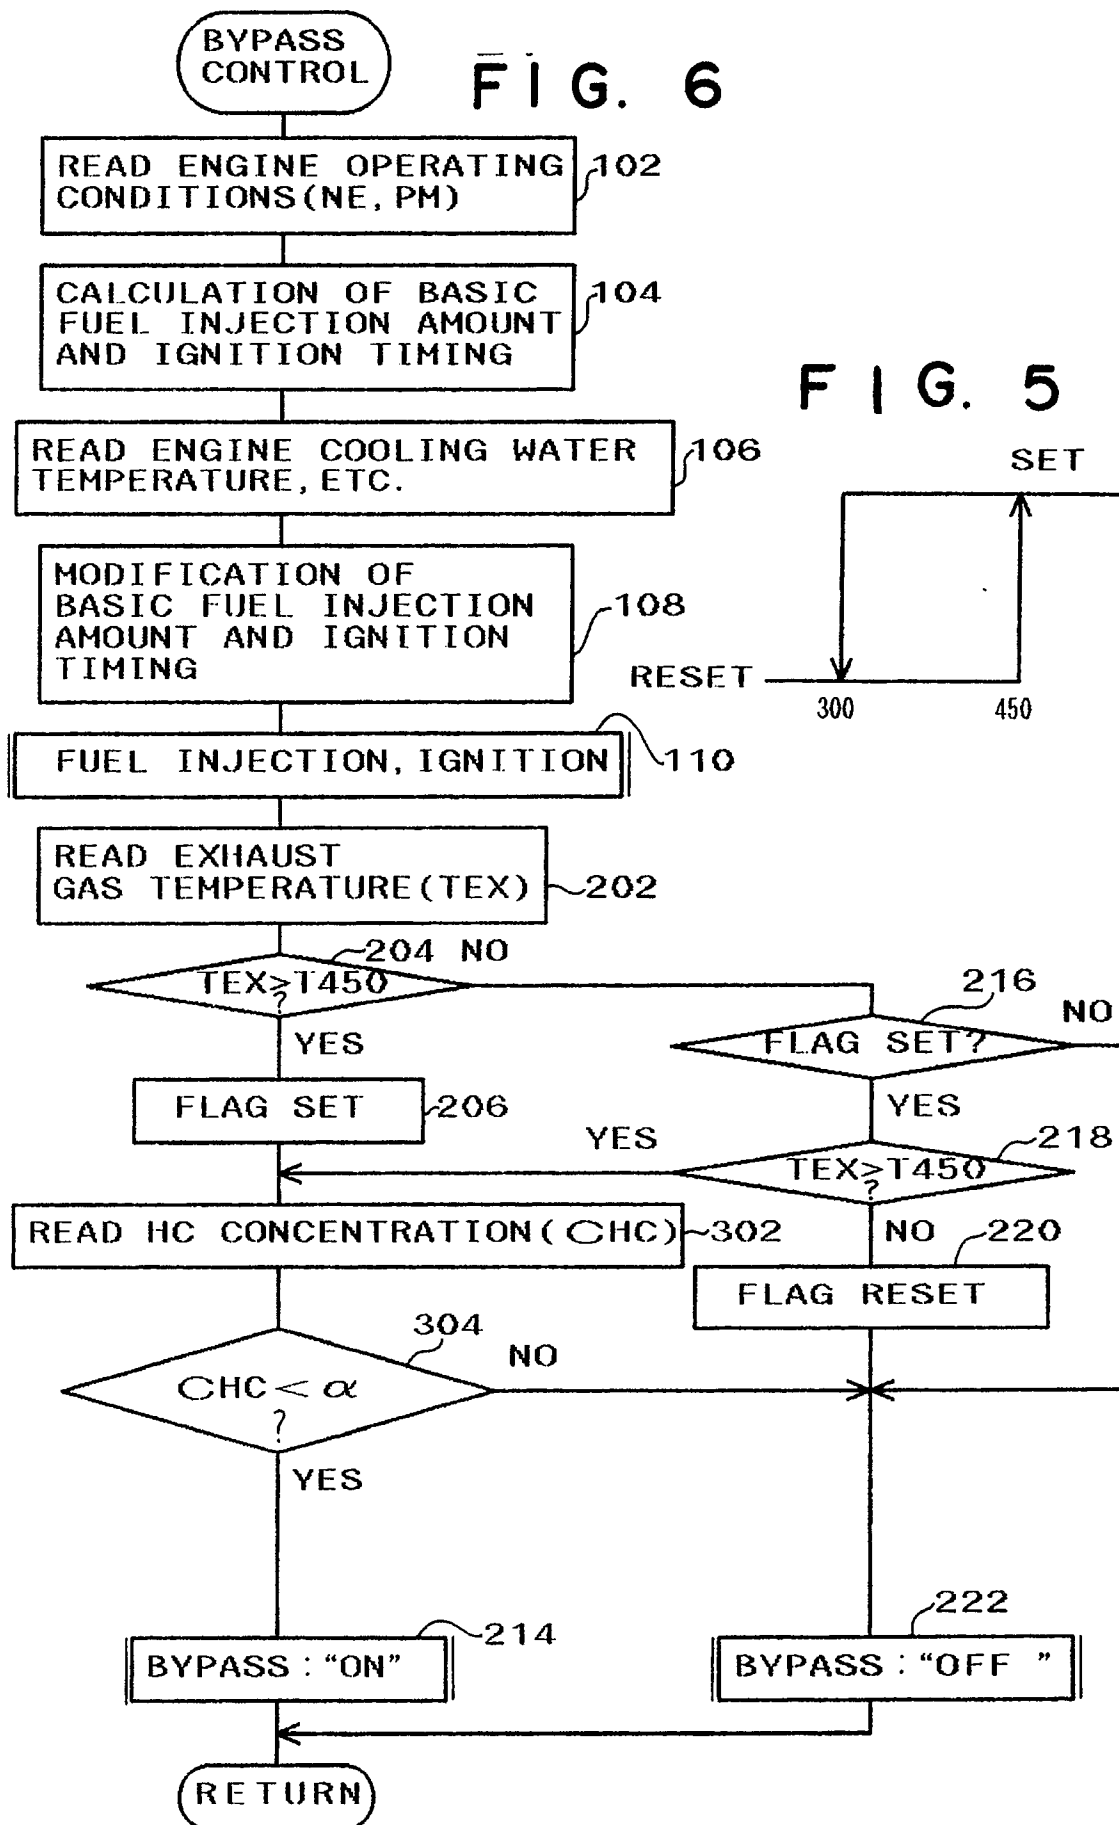 BYPASS
CONTROL
FIG. 6
READ ENGINE OPERATING
CONDITIONS(NE, PM)
102
CALCULATION OF BASIC
FUEL INJECTION AMOUNT
AND IGNITION TIMING
104
FIG. 5
READ ENGINE COOLING WATER
TEMPERATURE, ETC.
106
SET
RESET
300
450
MODIFICATION OF
BASIC FUEL INJECTION
AMOUNT AND IGNITION
TIMING
108
FUEL INJECTION, IGNITION
110
READ EXHAUST
GAS TEMPERATURE(TEX)
202
204
NO
TEX≥T450
?
YES
216
NO
FLAG SET?
YES
FLAG SET
206
YES
218
TEX≥T450
?
NO
READ HC CONCENTRATION(CHC)
302
220
FLAG RESET
304
NO
CHC < α
?
YES
214
BYPASS : “ON”
222
BYPASS : “OFF ”
RETURN